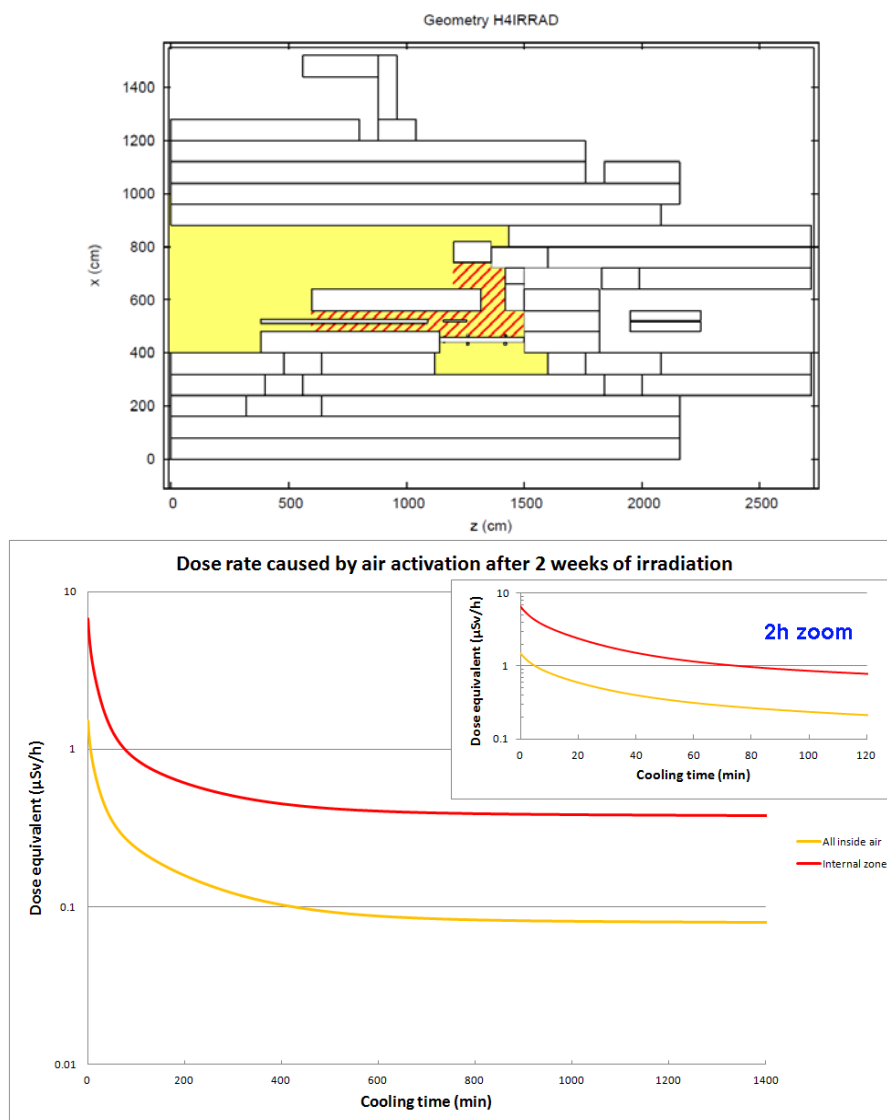 Geometry H4IRRAD
1400
1200
1000
800
600
400
200
0
x (cm)
0 500 1000 1500 2000 2500
z (cm)
Dose rate caused by air activation after 2 weeks of irradiation
10
1
0.1
0.01
Dose equivalent (µSv/h)
0 200 400 600 800 1000 1200 1400
Cooling time (min)
10
1
0.1
Dose equivalent (µSv/h)
2h zoom
0 20 40 60 80 100 120
Cooling time (min)
All inside air
Internal zone